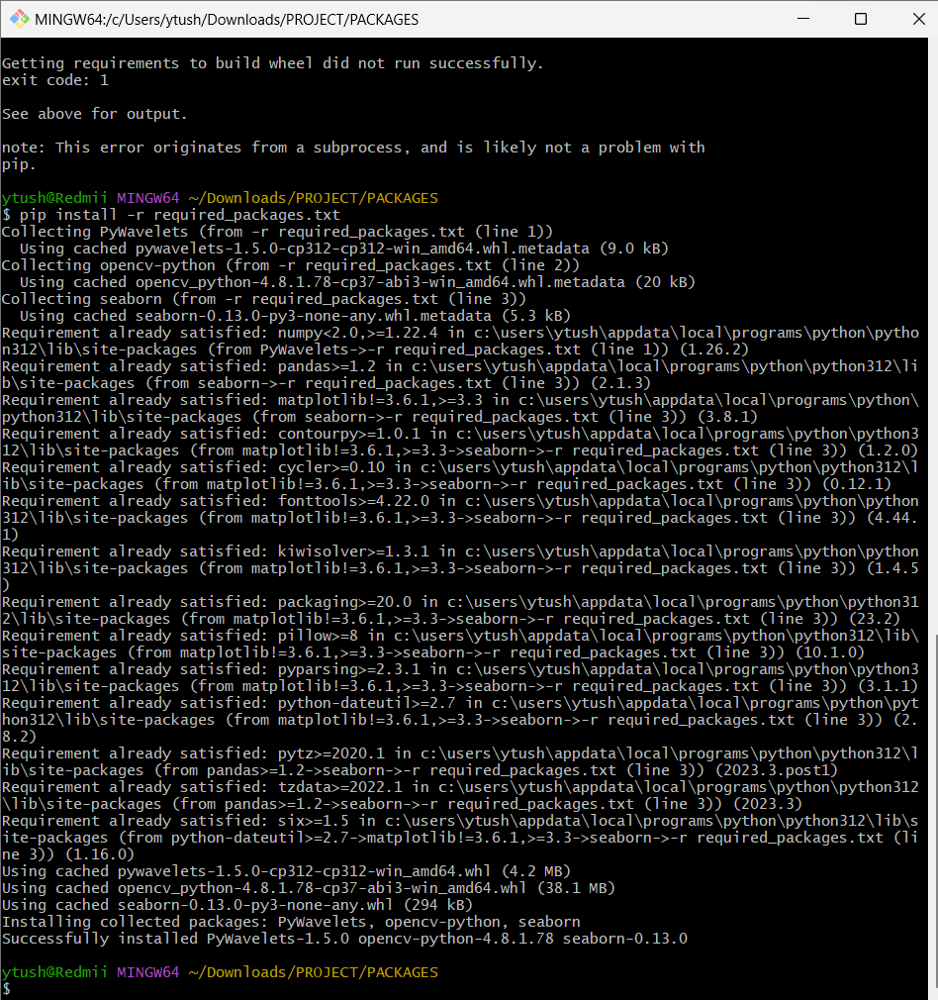 MINGW64:/c/Users/ytush/Downloads/PROJECT/PACKAGES
Getting requirements to build wheel did not run successfully.
exit code: 1
See above for output.
note: This error originates from a subprocess, and is likely not a problem with
pip.
ytush@Redmii MINGW64 ~/Downloads/PROJECT/PACKAGES
$ pip install -r required_packages.txt
Collecting PyWavelets (from -r required_packages.txt (line 1))
  Using cached pywavelets-1.5.0-cp312-cp312-win_amd64.whl.metadata (9.0 kB)
Collecting opencv-python (from -r required_packages.txt (line 2))
  Using cached opencv_python-4.8.1.78-cp37-abi3-win_amd64.whl.metadata (20 kB)
Collecting seaborn (from -r required_packages.txt (line 3))
  Using cached seaborn-0.13.0-py3-none-any.whl.metadata (5.3 kB)
Requirement already satisfied: numpy<2.0,>=1.22.4 in c:\users\ytush\appdata\local\programs\python\pytho
n312\lib\site-packages (from PyWavelets->-r required_packages.txt (line 1)) (1.26.2)
Requirement already satisfied: pandas>=1.2 in c:\users\ytush\appdata\local\programs\python\python312\li
b\site-packages (from seaborn->-r required_packages.txt (line 3)) (2.1.3)
Requirement already satisfied: matplotlib!=3.6.1,>=3.3 in c:\users\ytush\appdata\local\programs\python\
python312\lib\site-packages (from seaborn->-r required_packages.txt (line 3)) (3.8.1)
Requirement already satisfied: contourpy>=1.0.1 in c:\users\ytush\appdata\local\programs\python\python3
12\lib\site-packages (from matplotlib!=3.6.1,>=3.3->seaborn->-r required_packages.txt (line 3)) (1.2.0)
Requirement already satisfied: cycler>=0.10 in c:\users\ytush\appdata\local\programs\python\python312\l
ib\site-packages (from matplotlib!=3.6.1,>=3.3->seaborn->-r required_packages.txt (line 3)) (0.12.1)
Requirement already satisfied: fonttools>=4.22.0 in c:\users\ytush\appdata\local\programs\python\python
312\lib\site-packages (from matplotlib!=3.6.1,>=3.3->seaborn->-r required_packages.txt (line 3)) (4.44.
1)
Requirement already satisfied: kiwisolver>=1.3.1 in c:\users\ytush\appdata\local\programs\python\python
312\lib\site-packages (from matplotlib!=3.6.1,>=3.3->seaborn->-r required_packages.txt (line 3)) (1.4.5
)
Requirement already satisfied: packaging>=20.0 in c:\users\ytush\appdata\local\programs\python\python31
2\lib\site-packages (from matplotlib!=3.6.1,>=3.3->seaborn->-r required_packages.txt (line 3)) (23.2)
Requirement already satisfied: pillow>=8 in c:\users\ytush\appdata\local\programs\python\python312\lib\
site-packages (from matplotlib!=3.6.1,>=3.3->seaborn->-r required_packages.txt (line 3)) (10.1.0)
Requirement already satisfied: pyparsing>=2.3.1 in c:\users\ytush\appdata\local\programs\python\python3
12\lib\site-packages (from matplotlib!=3.6.1,>=3.3->seaborn->-r required_packages.txt (line 3)) (3.1.1)
Requirement already satisfied: python-dateutil>=2.7 in c:\users\ytush\appdata\local\programs\python\pyt
hon312\lib\site-packages (from matplotlib!=3.6.1,>=3.3->seaborn->-r required_packages.txt (line 3)) (2.
8.2)
Requirement already satisfied: pytz>=2020.1 in c:\users\ytush\appdata\local\programs\python\python312\l
ib\site-packages (from pandas>=1.2->seaborn->-r required_packages.txt (line 3)) (2023.3.post1)
Requirement already satisfied: tzdata>=2022.1 in c:\users\ytush\appdata\local\programs\python\python312
\lib\site-packages (from pandas>=1.2->seaborn->-r required_packages.txt (line 3)) (2023.3)
Requirement already satisfied: six>=1.5 in c:\users\ytush\appdata\local\programs\python\python312\lib\s
ite-packages (from python-dateutil>=2.7->matplotlib!=3.6.1,>=3.3->seaborn->-r required_packages.txt (li
ne 3)) (1.16.0)
Using cached pywavelets-1.5.0-cp312-cp312-win_amd64.whl (4.2 MB)
Using cached opencv_python-4.8.1.78-cp37-abi3-win_amd64.whl (38.1 MB)
Using cached seaborn-0.13.0-py3-none-any.whl (294 kB)
Installing collected packages: PyWavelets, opencv-python, seaborn
Successfully installed PyWavelets-1.5.0 opencv-python-4.8.1.78 seaborn-0.13.0
ytush@Redmii MINGW64 ~/Downloads/PROJECT/PACKAGES
$